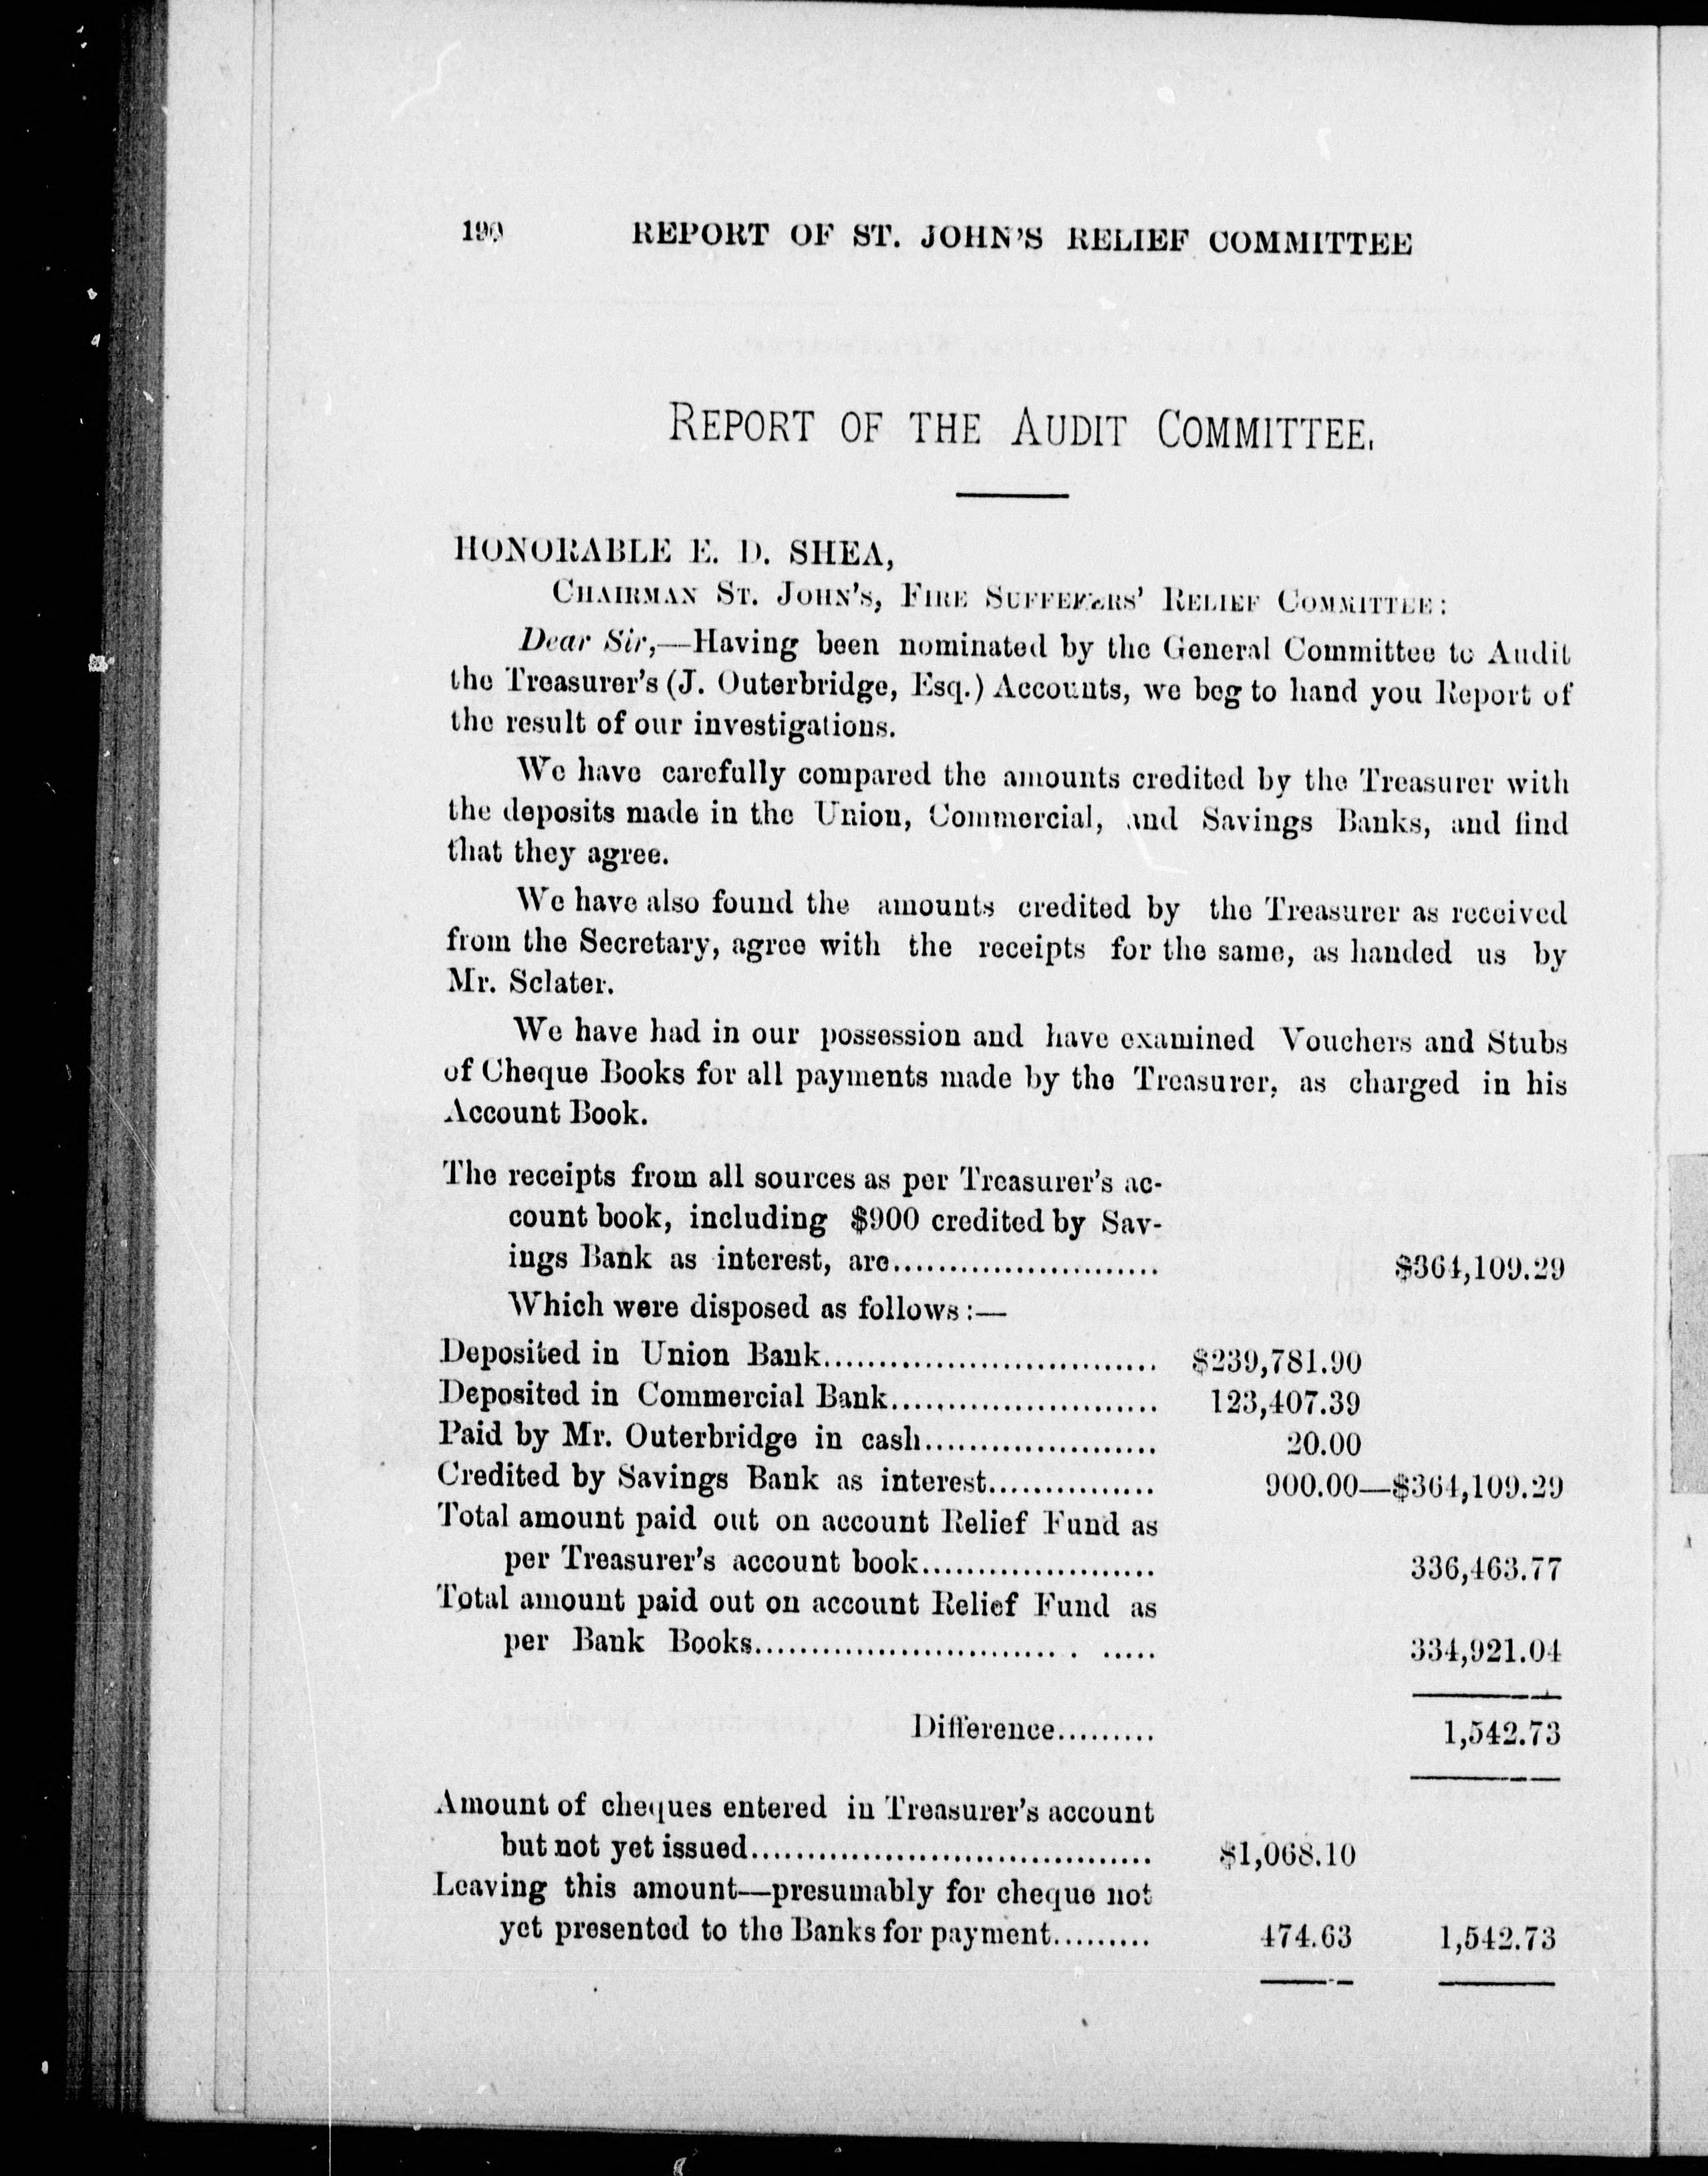 190 REPORT OF ST. JOHN'S RELIEF COMMITTEE
REPORT OF THE AUDIT COMMITTEE.
HONORABLE E. D. SHEA,
CHAIRMAN ST. JOHN'S, FIRE SUFFERERS' RELIEF COMMITTEE:
Dear Sir,—Having been nominated by the General Committee to Audit
the Treasurer's (J. Outerbridge, Esq.) Accounts, we beg to hand you Report of
the result of our investigations.
We have carefully compared the amounts credited by the Treasurer with
the deposits made in the Union, Commercial, and Savings Banks, and find
that they agree.
We have also found the amounts credited by the Treasurer as received
from the Secretary, agree with the receipts for the same, as handed us by
Mr. Sclater.
We have had in our possession and have examined Vouchers and Stubs
of Cheque Books for all payments made by the Treasurer, as charged in his
Account Book.
The receipts from all sources as per Treasurer's ac-
count book, including $900 credited by Sav-
ings Bank as interest, are........................ $364,109.29
Which were disposed as follows:—
Deposited in Union Bank.............................. $239,781.90
Deposited in Commercial Bank........................ 123,407.39
Paid by Mr. Outerbridge in cash..................... 20.00
Credited by Savings Bank as interest............... 900.00—$364,109.29
Total amount paid out on account Relief Fund as
per Treasurer's account book..................... 336,463.77
Total amount paid out on account Relief Fund as
per Bank Books............................ . ..... 334,921.04
Difference......... 1,542.73
Amount of cheques entered in Treasurer's account
but not yet issued.................................... $1,068.10
Leaving this amount—presumably for cheque not
yet presented to the Banks for payment......... 474.63 1,542.73